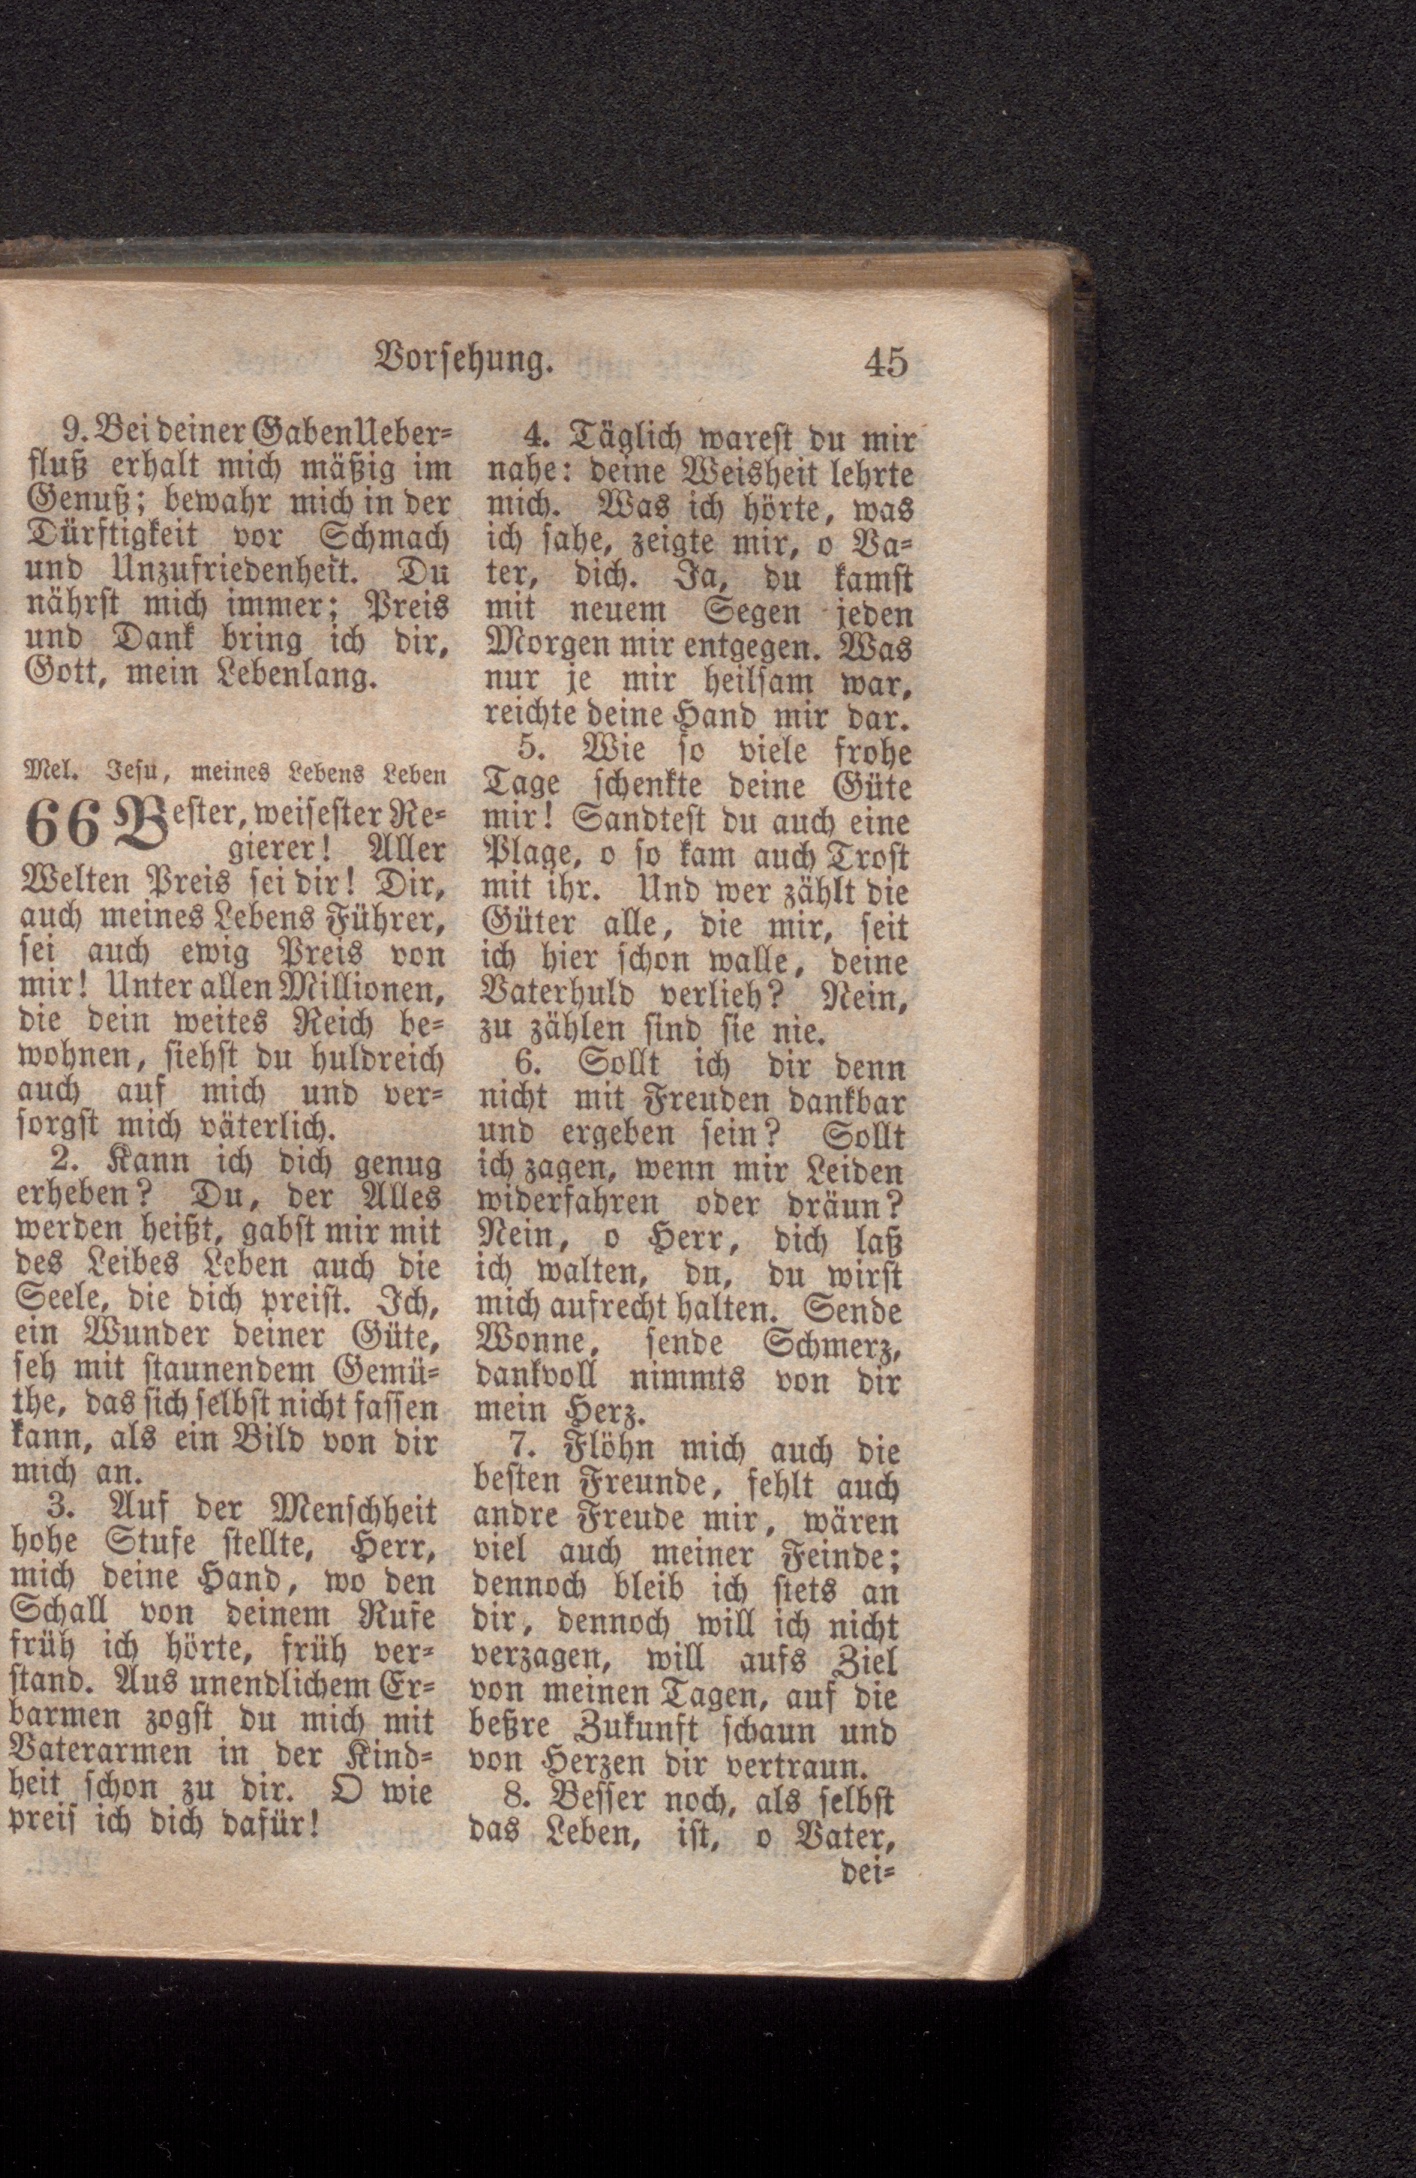 Vorsehung. 45
9. Bei deiner Gaben Ueber-
fluß erhalt mich mäßig im
Genuß; bewahr mich in der
Dürftigkeit vor Schmach
und Unzufriedenheit. Du
nährst mich immer; Preis
und Dank bring ich dir,
Gott, mein Lebenlang.
Mel. Jesu, meines Lebens Leben
66 Bester, weisester Re-
gierer! Aller
Welten Preis sei dir! Dir,
auch meines Lebens Führer,
sei auch ewig Preis von
mir! Unter allen Millionen,
die dein weites Reich be-
wohnen, siehst du huldreich
auch auf mich und ver-
sorgst mich väterlich.
2. Kann ich dich genug
erheben? Du, der Alles
werden heißt, gabst mir mit
des Leibes Leben auch die
Seele, die dich preist. Ich,
ein Wunder deiner Güte,
seh mit staunendem Gemü-
the, das sich selbst nicht fassen
kann, als ein Bild von dir
mich an.
3. Auf der Menschheit
hohe Stufe stellte, Herr,
mich deine Hand, wo den
Schall von deinem Rufe
früh ich hörte, früh ver-
stand. Aus unendlichem Er-
barmen zogst du mich mit
Vaterarmen in der Kind-
heit schon zu dir. O wie
preis ich dich dafür!
4. Täglich warest du mir
nahe: deine Weisheit lehrte
mich. Was ich hörte, was
ich sahe, zeigte mir, o Va-
ter, dich. Ja, du kamst
mit neuem Segen jeden
Morgen mir entgegen. Was
nur je mir heilsam war,
reichte deine Hand mir dar.
5. Wie so viele frohe
Tage schenkte deine Güte
mir! Sandtest du auch eine
Plage, o so kam auch Trost
mit ihr. Und wer zählt die
Güter alle, die mir, seit
ich hier schon walle, deine
Vaterhuld verlieh? Nein,
zu zählen sind sie nie.
6. Sollt ich dir denn
nicht mit Freuden dankbar
und ergeben sein? Sollt
ich zagen, wenn mir Leiden
widerfahren oder dräun?
Nein, o Herr, dich laß
ich walten, dn, du wirst
mich aufrecht halten. Sende
Wonne, sende Schmerz,
dankvoll nimmts von dir
mein Herz.
7. Flöhn mich auch die
besten Freunde, fehlt auch
andre Freude mir, wären
viel auch meiner Feinde;
dennoch bleib ich stets an
dir, dennoch will ich nicht
verzagen, will aufs Ziel
von meinen Tagen, auf die
beßre Zukunft schaun und
von Herzen dir vertraun.
8. Besser noch, als selbst
das Leben, ist, o Vater,
dei-